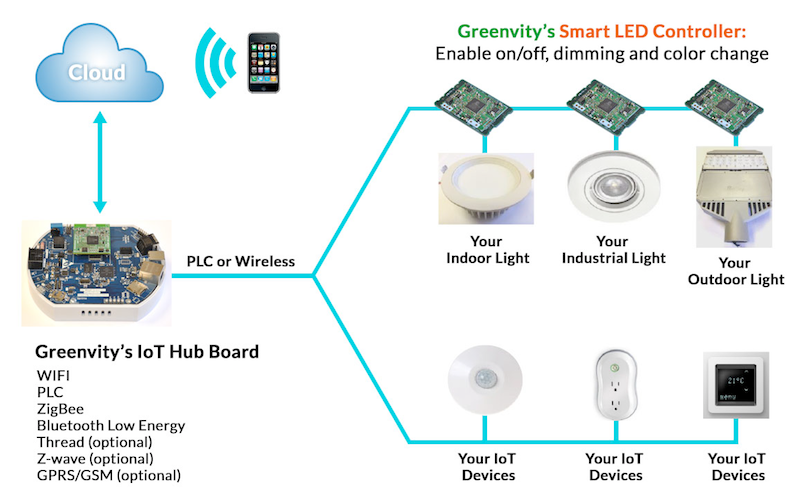 Cloud
Greenvity's Smart LED Controller:
Enable on/off, dimming and color change
PLC or Wireless
Your
Indoor Light
Your
Industrial Light
Your
Outdoor Light
Greenvity's IoT Hub Board
WIFI
PLC
ZigBee
Bluetooth Low Energy
Thread (optional)
Z-wave (optional)
GPRS/GSM (optional)
21°C
menu
Your IoT
Devices
Your IoT
Devices
Your IoT
Devices